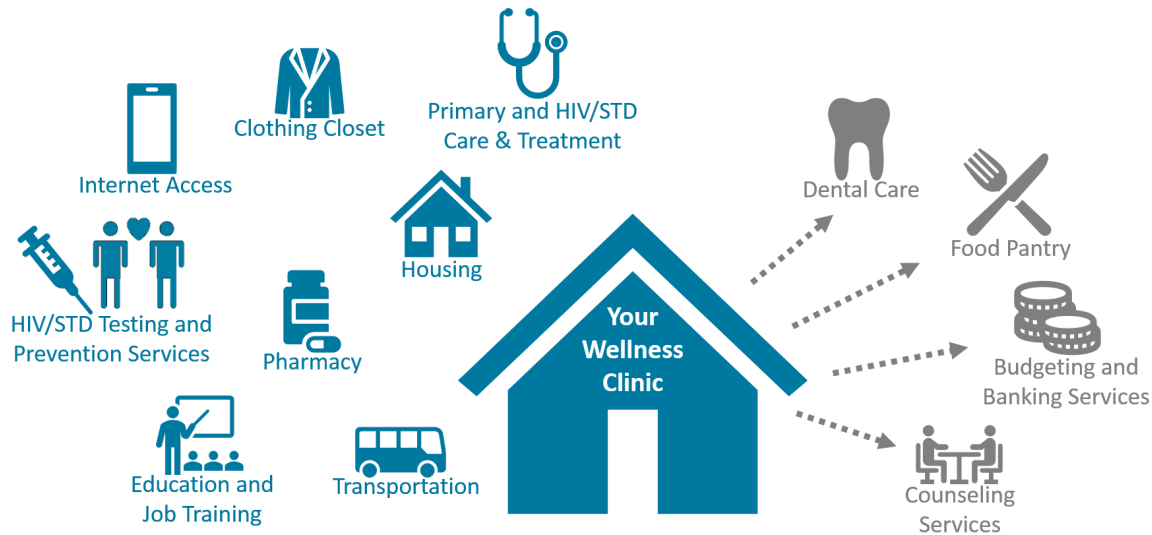 Clothing Closet
Primary and HIV/STD
Care & Treatment
Internet Access
Housing
HIV/STD Testing and
Prevention Services
Pharmacy
Education and
Job Training
Transportation
Your
Wellness
Clinic
Dental Care
Food Pantry
Budgeting and
Banking Services
Counseling
Services